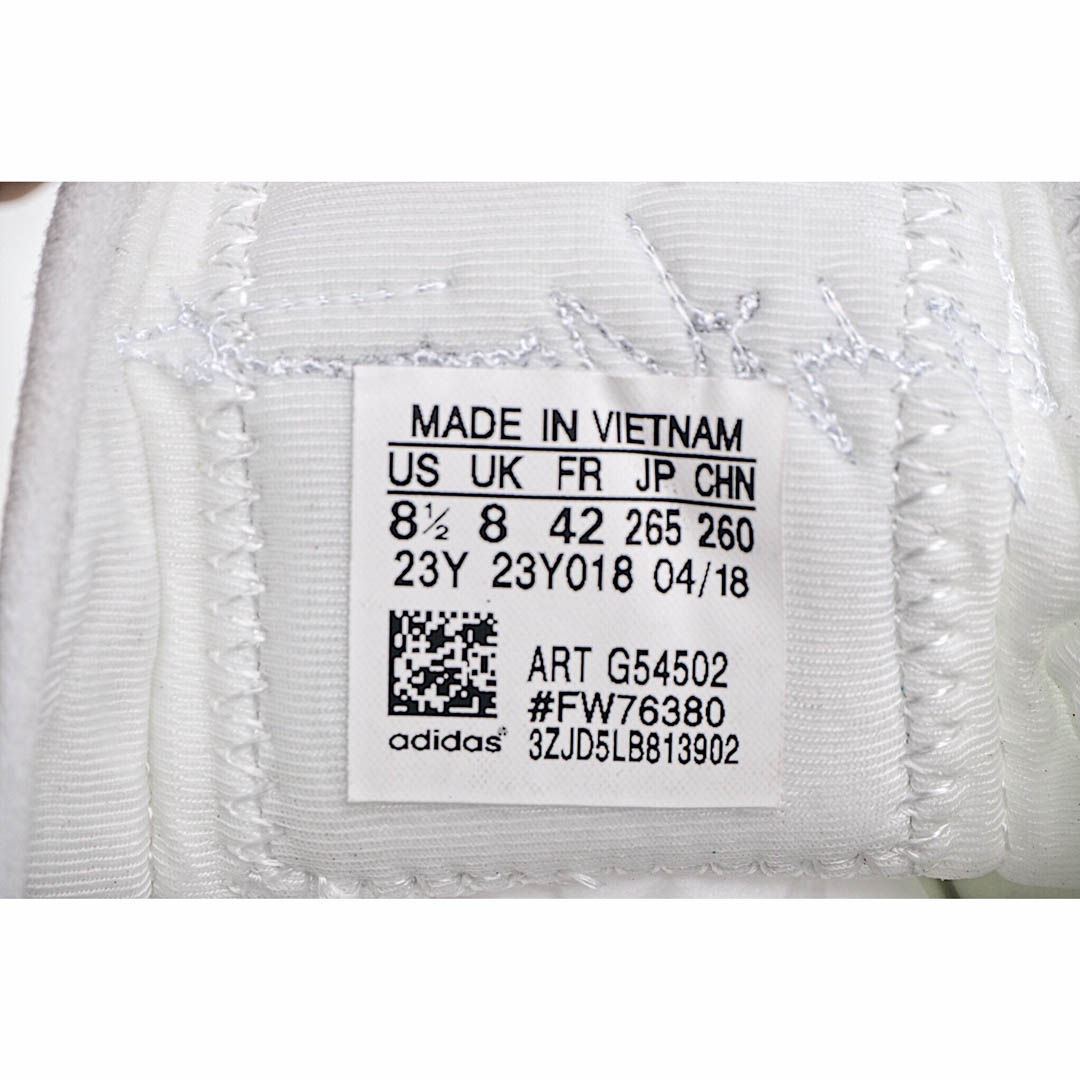 MADE IN VIETNAM
US UK FR JP CHN
8½ 8 42 265 260
23Y 23Y018 04/18
ART G54502
#FW76380
adidas® 3ZJD5LB813902